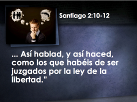 Santiago 2:10-12
... Así hablad, y así haced,
como los que habéis de ser
juzgados por la ley de la
libertad."